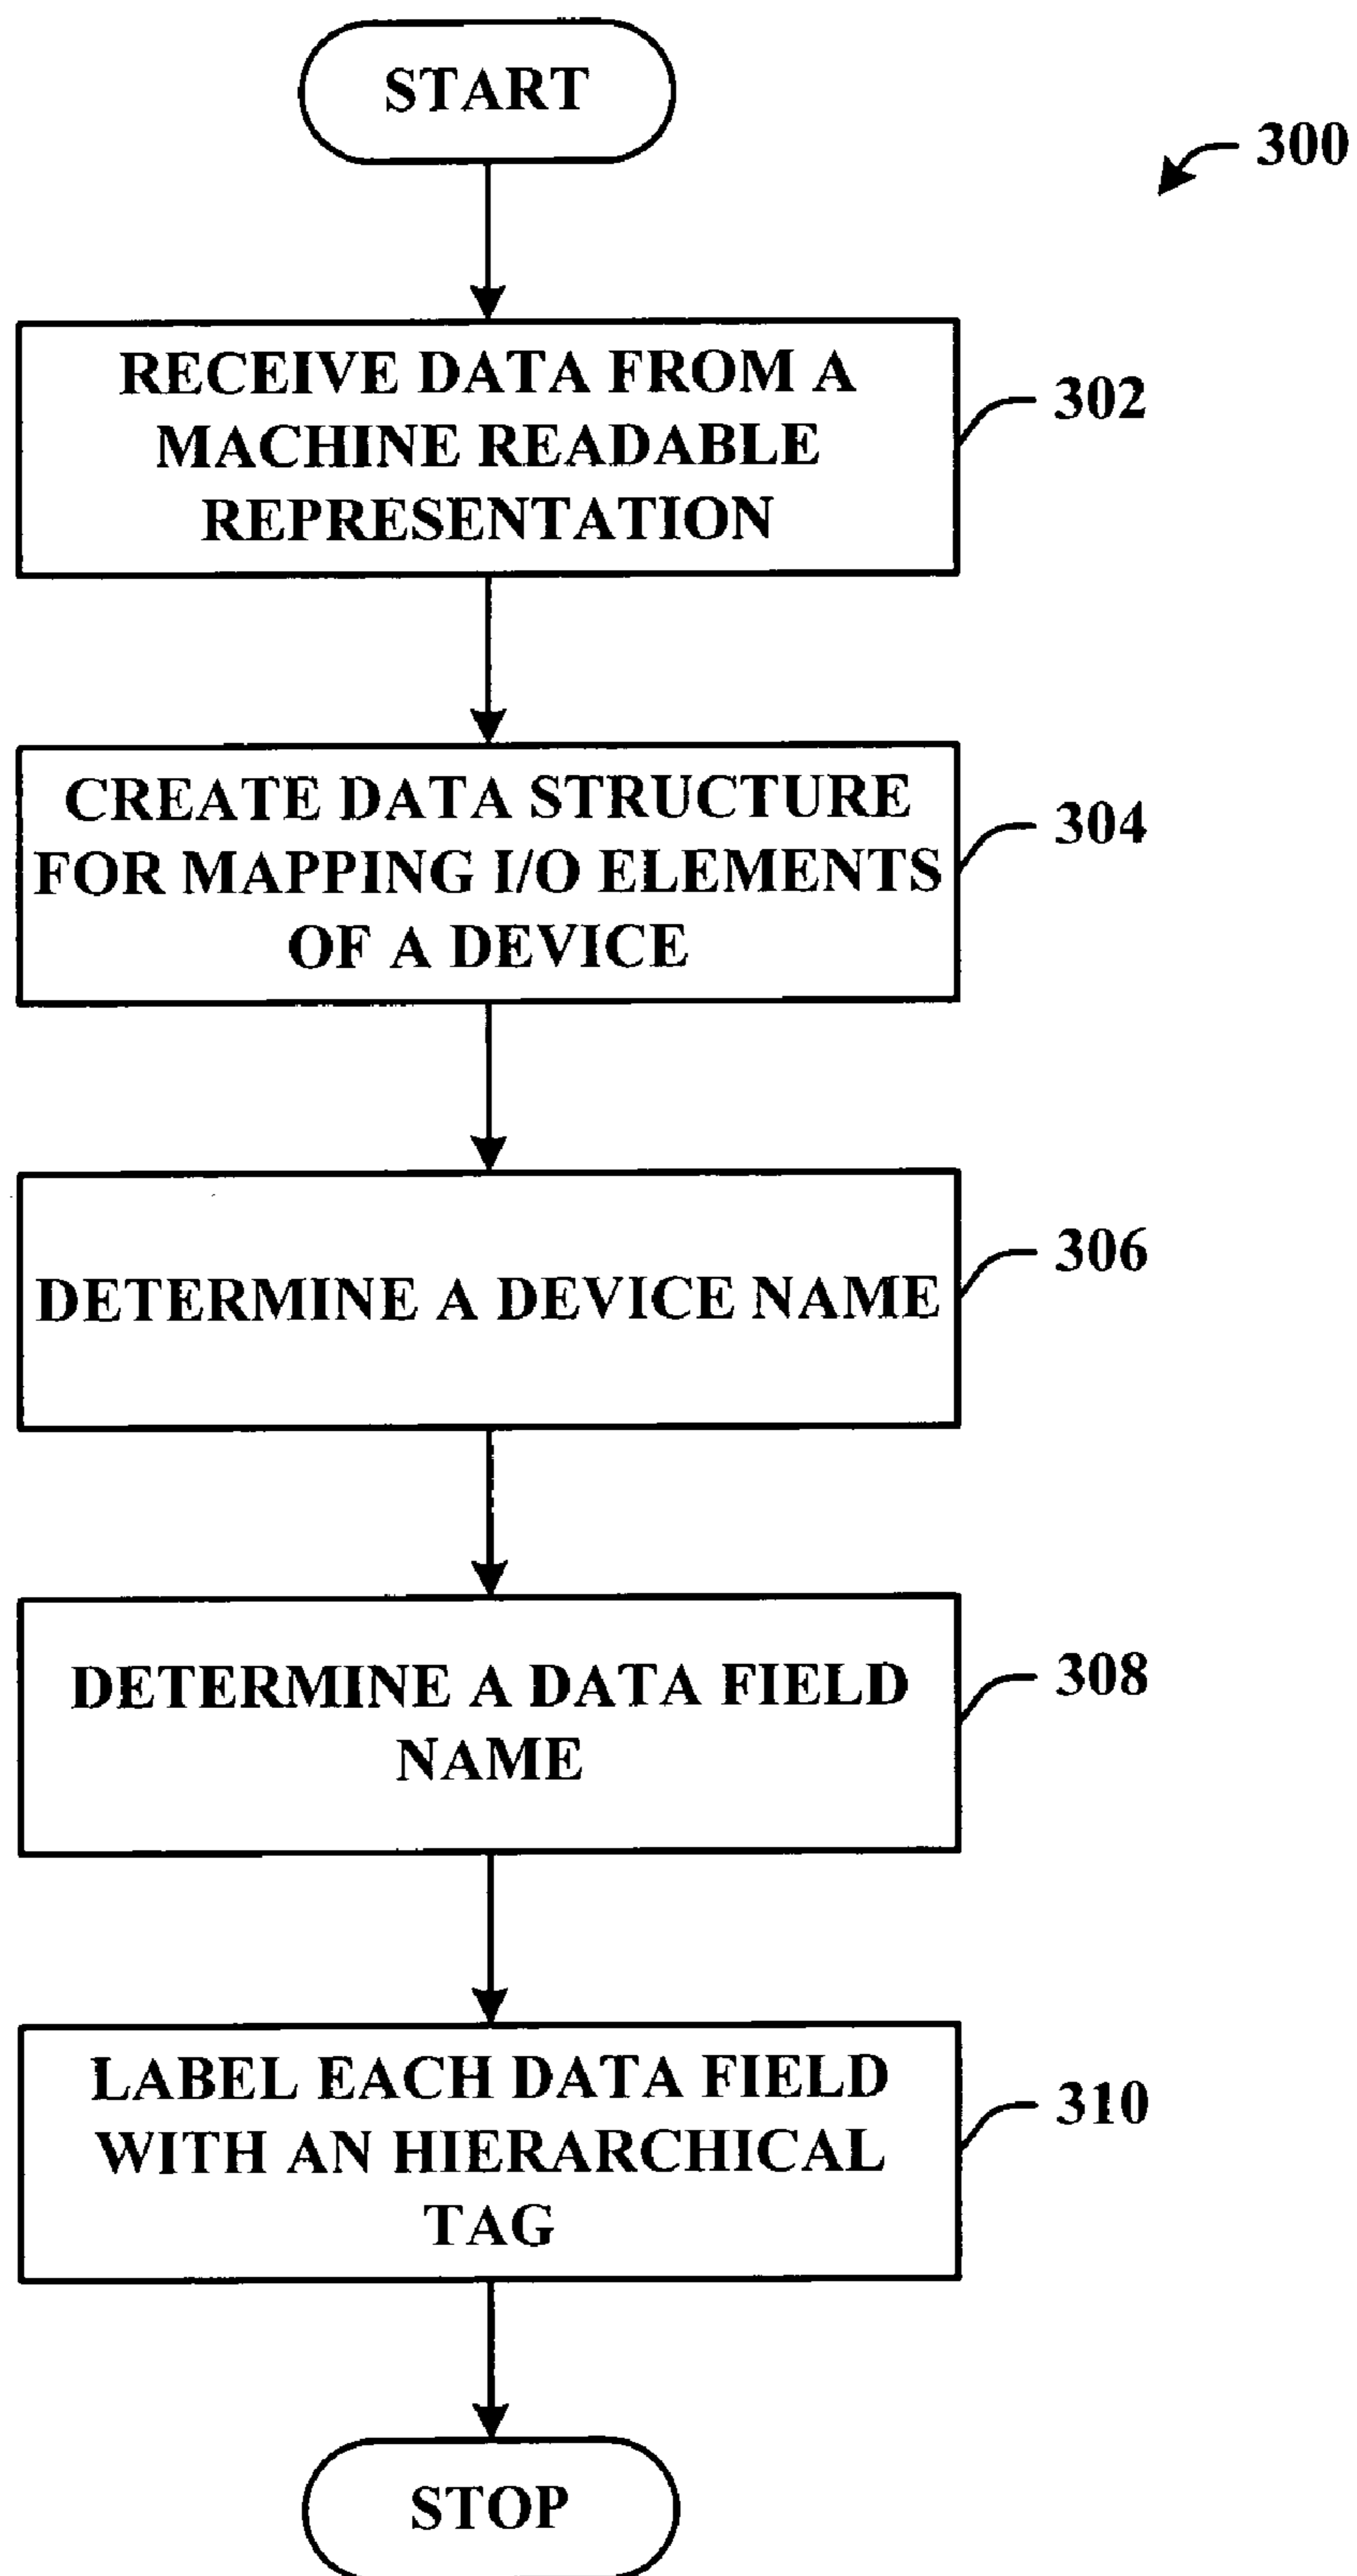 START
300
RECEIVE DATA FROM A
MACHINE READABLE
REPRESENTATION
302
CREATE DATA STRUCTURE
FOR MAPPING I/O ELEMENTS
OF A DEVICE
304
DETERMINE A DEVICE NAME
306
DETERMINE A DATA FIELD
NAME
308
LABEL EACH DATA FIELD
WITH AN HIERARCHICAL
TAG
310
STOP